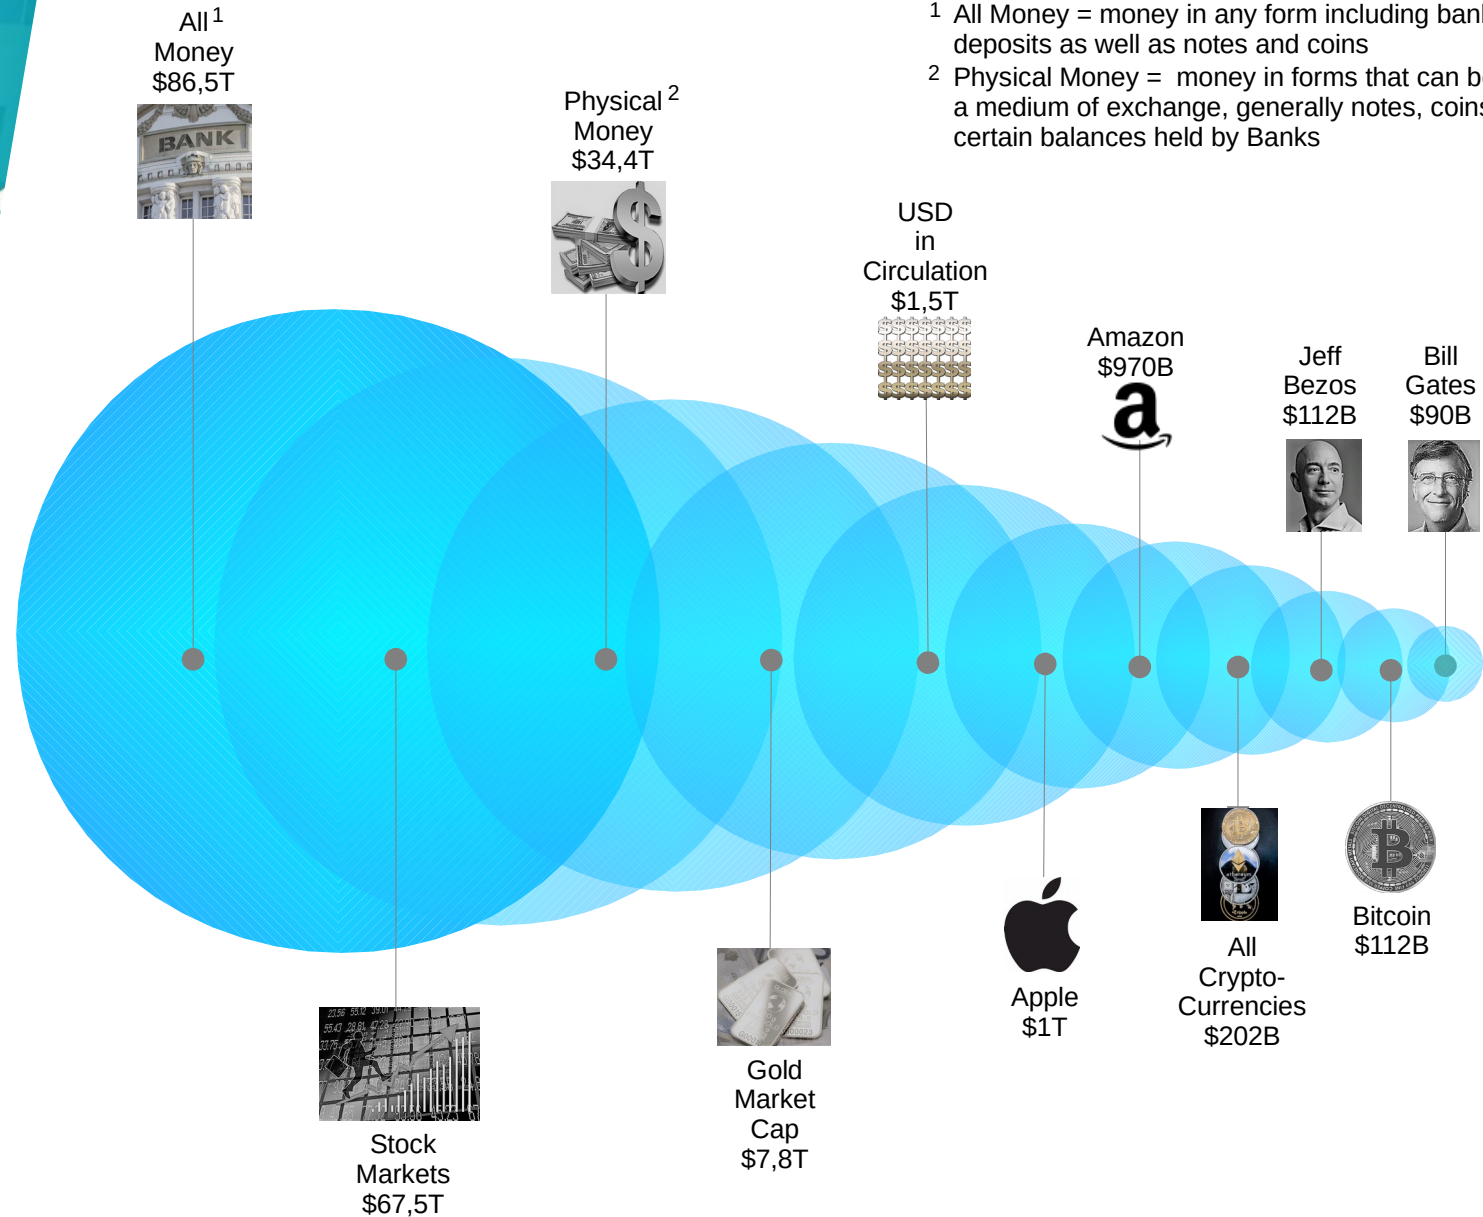 All 1
Money
$86,5T
BANK
Physical 2
Money
$34,4T
1 All Money = money in any form including
deposits as well as notes and coins
2 Physical Money = money in forms that can
a medium of exchange, generally notes,
certain balances held by Banks
USD
in
Circulation
$1,5T
Amazon
$970B
a
Jeff
Bezos
$112B
Bill
Gates
$90B
Stock
Markets
$67,5T
Gold
Market
Cap
$7,8T
Apple
$1T
All
Crypto-
Currencies
$202B
Bitcoin
$112B